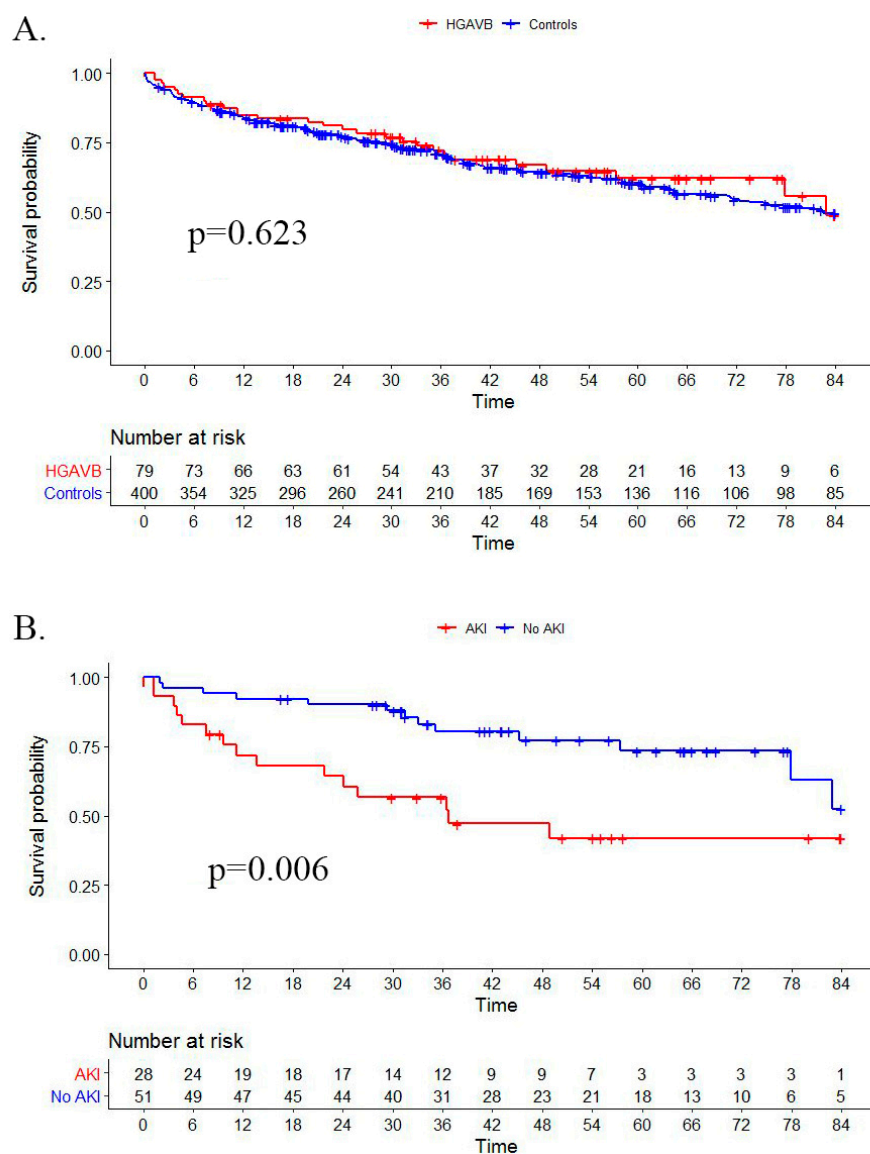 A.
HGAVB Controls
1.00
0.75
0.50
0.25
0.00
Survival probability
p=0.623
0 6 12 18 24 30 36 42 48 54 60 66 72 78 84
Time
Number at risk
HGAVB 79 73 66 63 61 54 43 37 32 28 21 16 13 9 6
Controls 400 354 325 296 260 241 210 185 169 153 136 116 106 98 85
0 6 12 18 24 30 36 42 48 54 60 66 72 78 84
Time
B.
AKI No AKI
1.00
0.75
0.50
0.25
0.00
Survival probability
p=0.006
0 6 12 18 24 30 36 42 48 54 60 66 72 78 84
Time
Number at risk
AKI 28 24 19 18 17 14 12 9 9 7 3 3 3 3 1
No AKI 51 49 47 45 44 40 31 28 23 21 18 13 10 6 5
0 6 12 18 24 30 36 42 48 54 60 66 72 78 84
Time